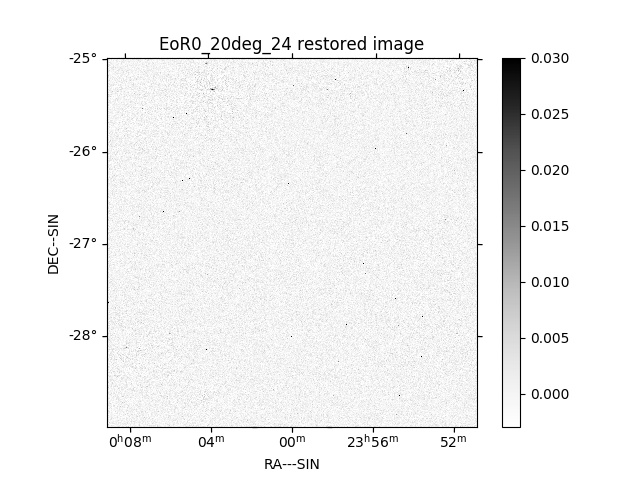 EoR0_20deg_24 restored image
-25°
-26°
-27°
-28°
DEC--SIN
0ʰ08ᵐ
04ᵐ
00ᵐ
23ʰ56ᵐ
52ᵐ
RA---SIN
0.030
0.025
0.020
0.015
0.010
0.005
0.000